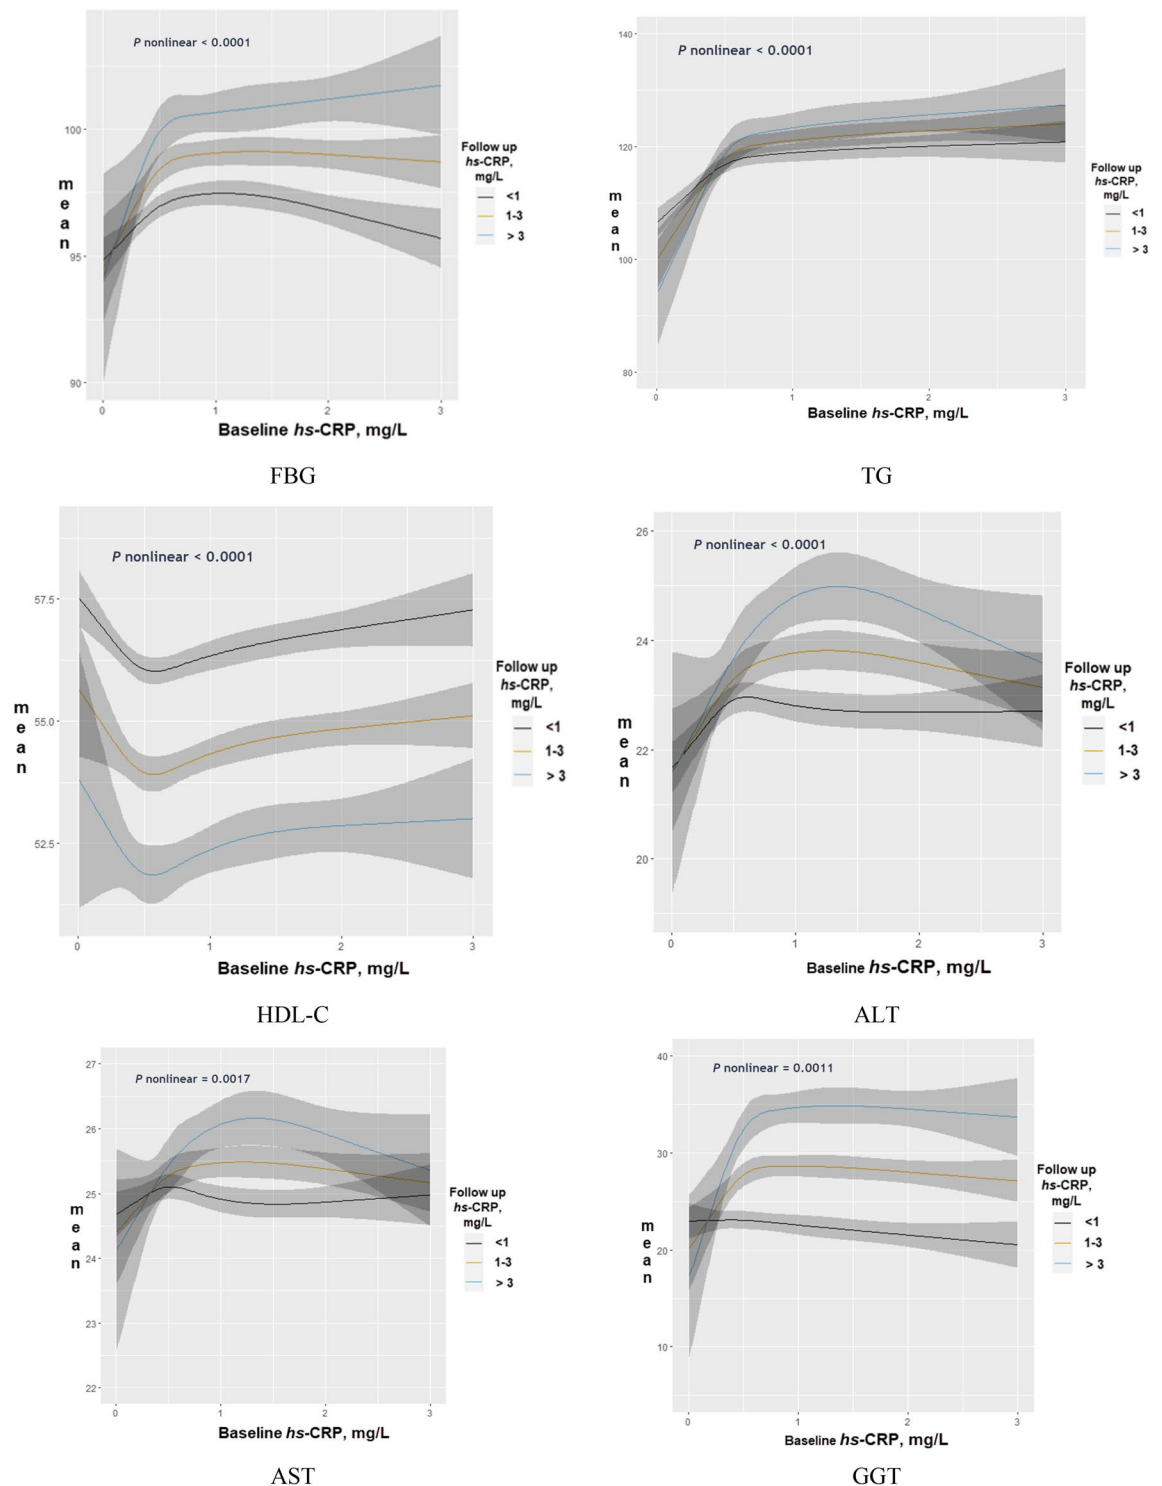 P nonlinear < 0.0001
100
95
90
mean
0 1 2 3
Baseline hs-CRP, mg/L
Follow up
hs-CRP,
mg/L
<1
1-3
> 3
FBG
P nonlinear < 0.0001
140
120
100
80
mean
0 1 2 3
Baseline hs-CRP, mg/L
Follow up
hs-CRP,
mg/L
<1
1-3
> 3
TG
P nonlinear < 0.0001
57.5
55.0
52.5
mean
0 1 2 3
Baseline hs-CRP, mg/L
Follow up
hs-CRP,
mg/L
<1
1-3
> 3
HDL-C
P nonlinear < 0.0001
26
24
22
20
mean
0 1 2 3
Baseline hs-CRP, mg/L
Follow up
hs-CRP,
mg/L
<1
1-3
> 3
ALT
P nonlinear = 0.0017
27
26
25
24
23
22
mean
0 1 2 3
Baseline hs-CRP, mg/L
Follow up
hs-CRP,
mg/L
<1
1-3
> 3
AST
P nonlinear = 0.0011
40
30
20
10
mean
0 1 2 3
Baseline hs-CRP, mg/L
Follow up
hs-CRP,
mg/L
<1
1-3
> 3
GGT